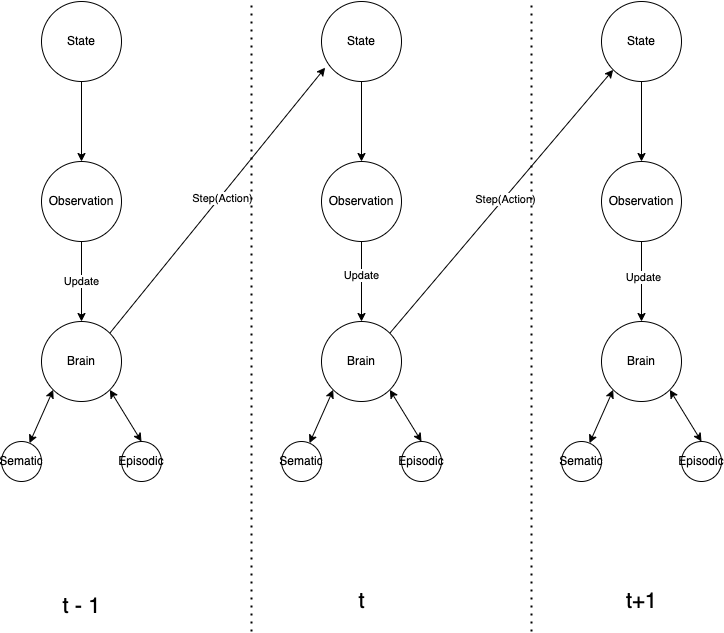 State
State
State
Step(Action)
Step(Action)
Observation
Observation
Observation
Update
Update
Update
Brain
Brain
Brain
Sematic
Episodic
Sematic
Episodic
Sematic
Episodic
t - 1
t
t+1